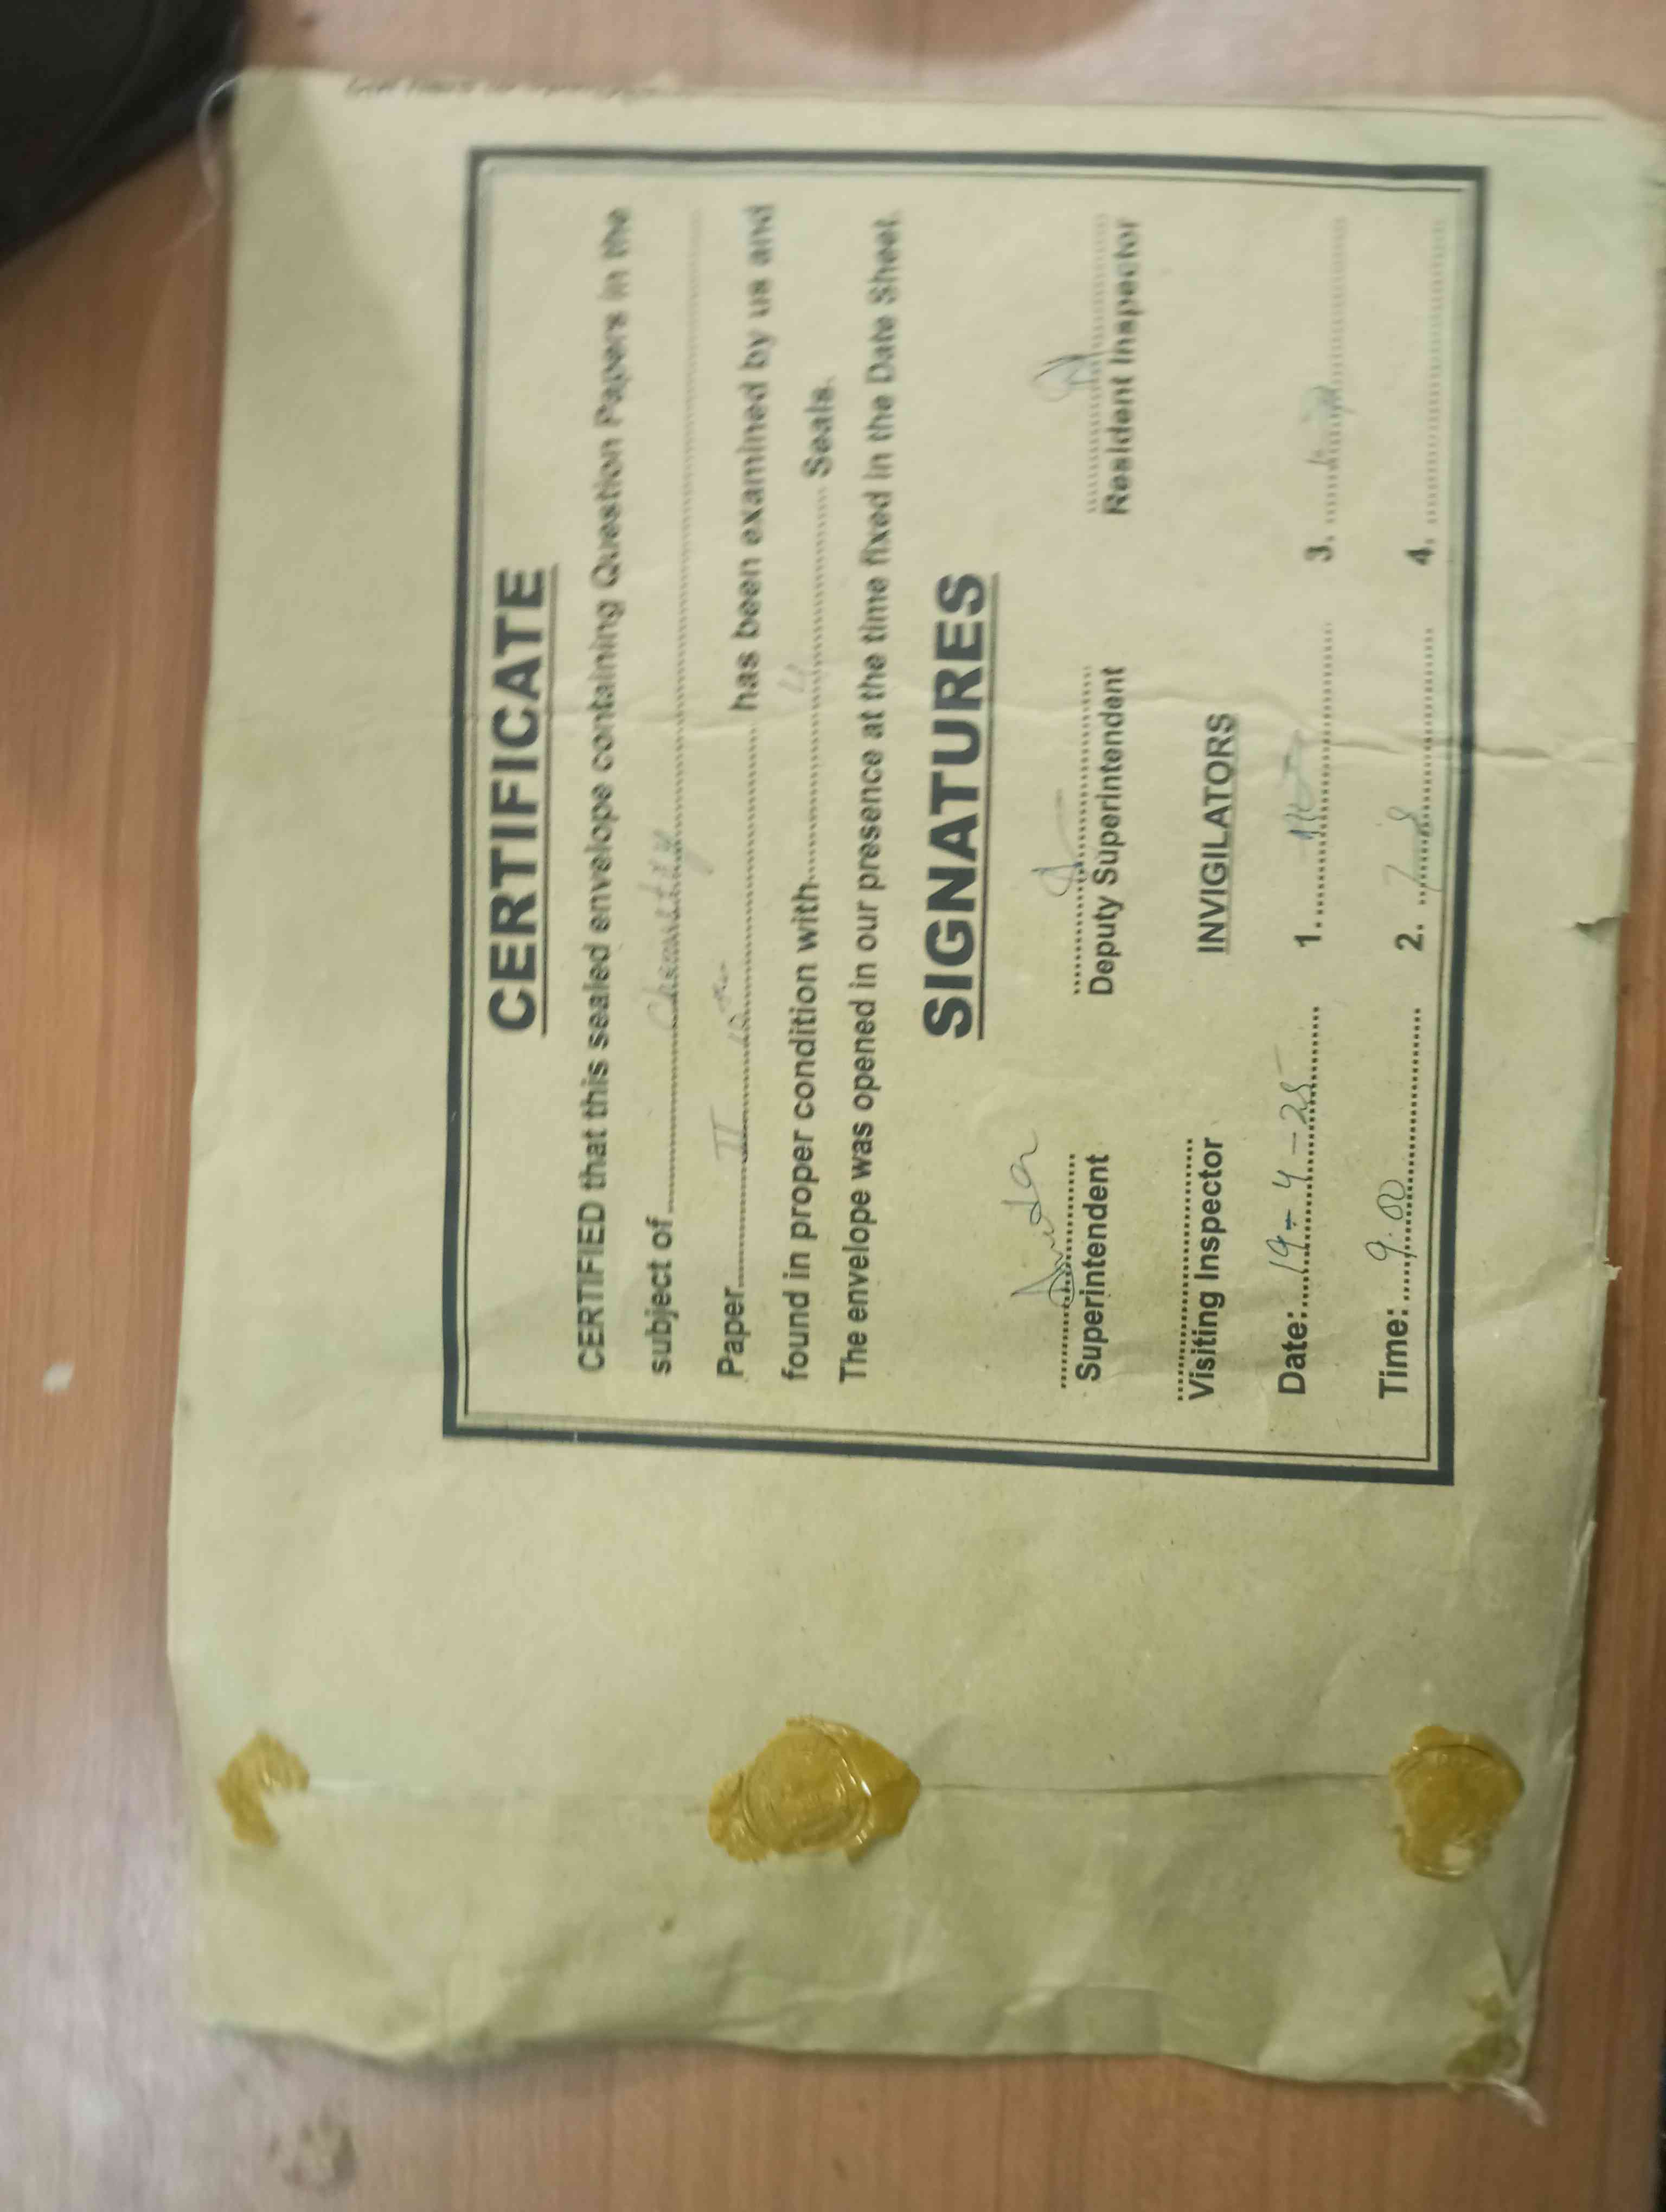 CERTIFICATE
CERTIFIED that this sealed envelope containing Question Papers in the
subject of Chemistry
Paper II has been examined by us and
found in proper condition with 4 Seals.
The envelope was opened in our presence at the time fixed in the Date Sheet.
SIGNATURES
Superintendent Deputy Superintendent Resident Inspector
Visiting Inspector INVIGILATORS
Date: 19-4-25 1. 3.
Time: 9.00 2. 4.